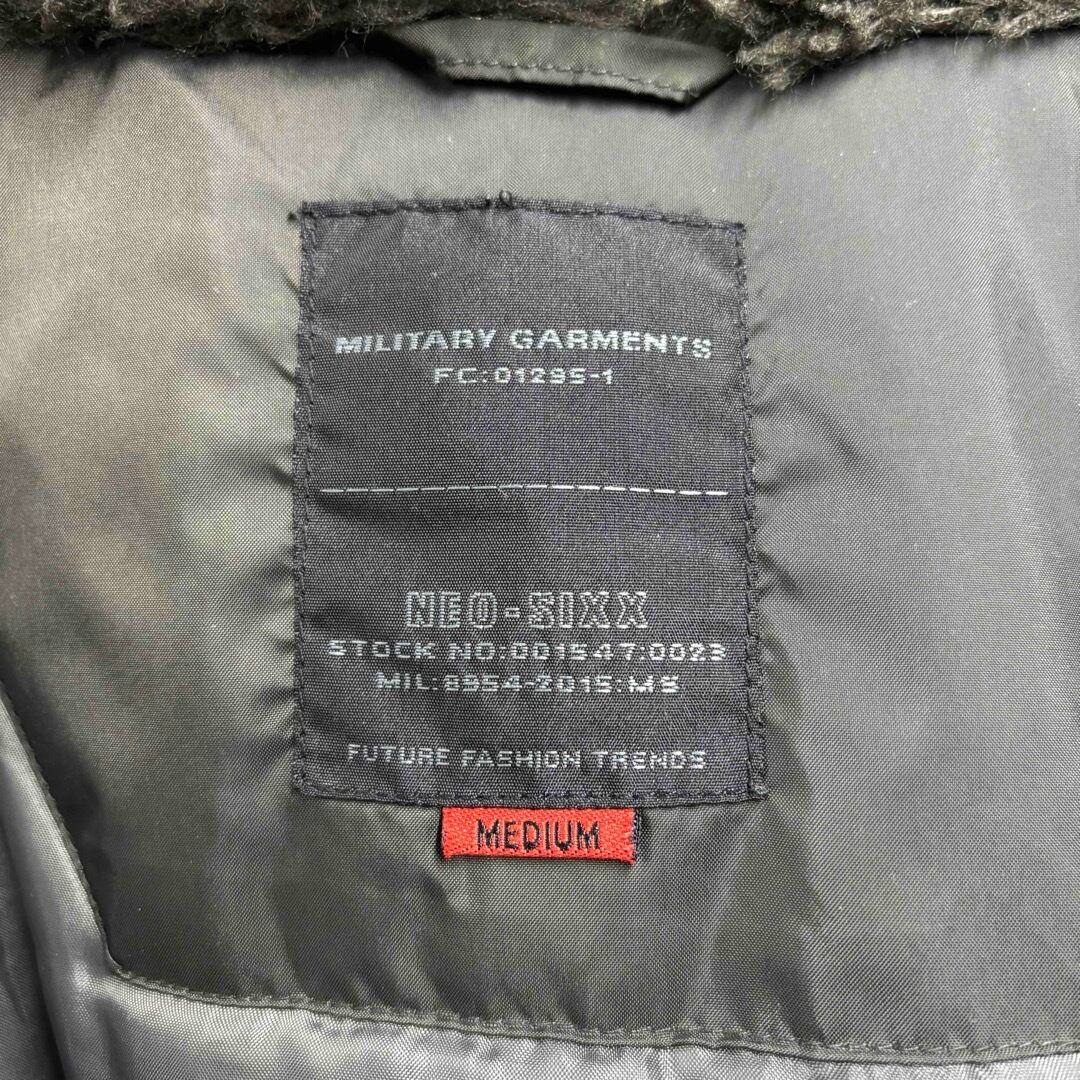 MILITARY GARMENTS
FC:01295-1
NEO-SIXX
STOCK NO:001547:0023
MIL:8954-2015:MS
FUTURE FASHION TRENDS
MEDIUM